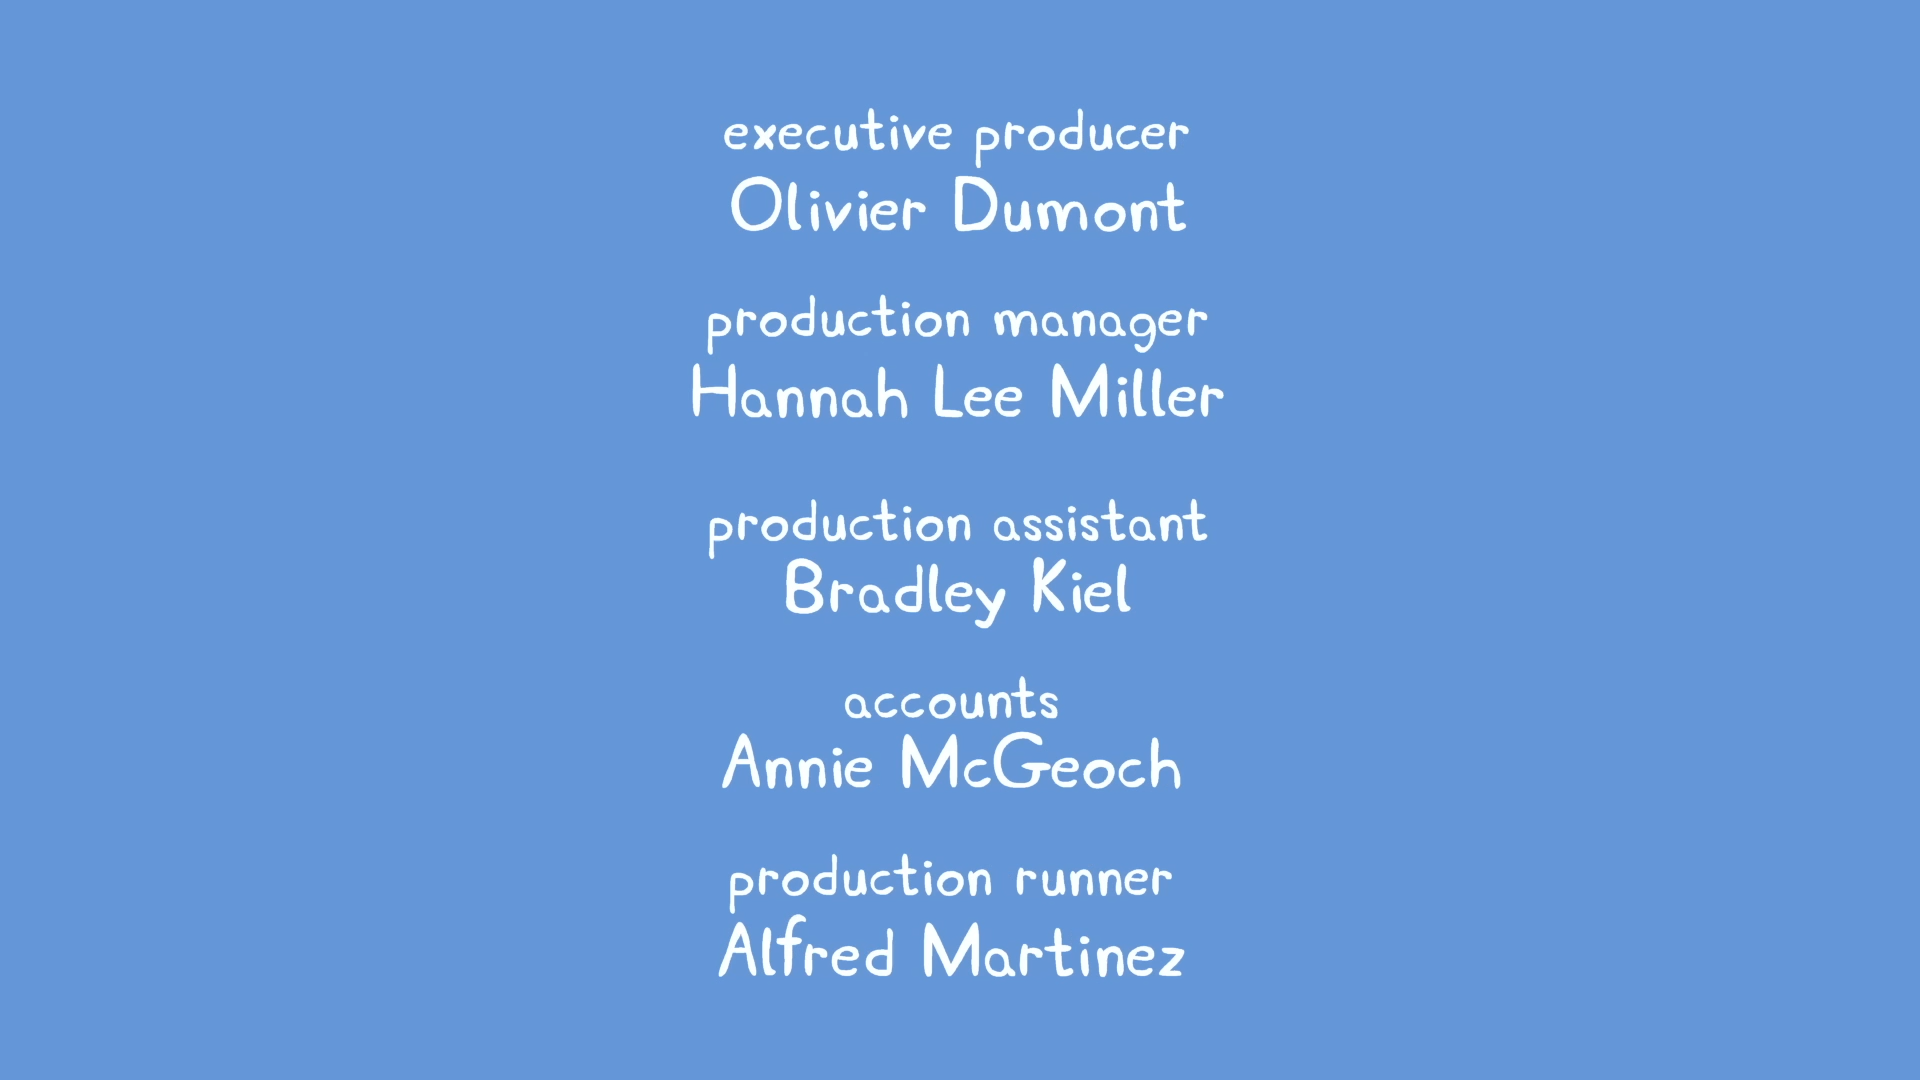 executive producer
Olivier Dumont
production manager
Hannah Lee Miller
production assistant
Bradley Kiel
accounts
Annie McGeoch
production runner
Alfred Martinez